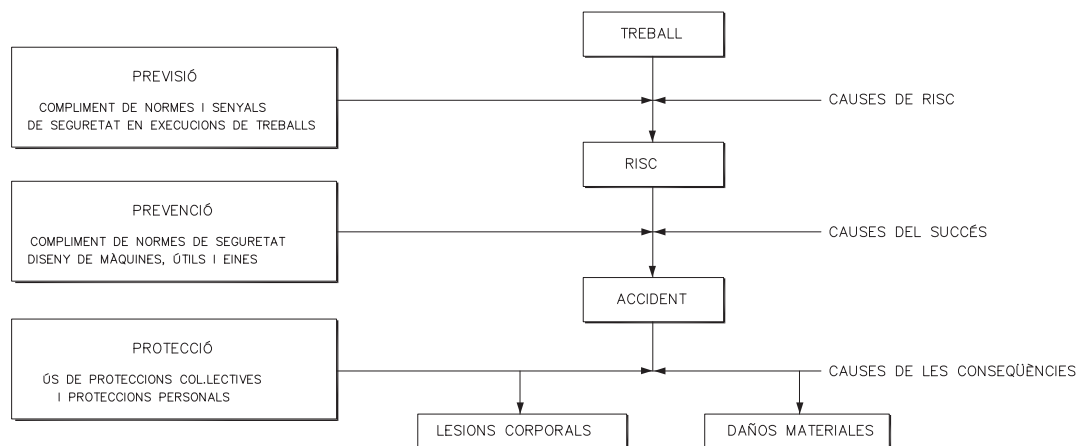 TREBALL
PREVISIÓ
COMPLIMENT DE NORMES I SENYALS
DE SEGURETAT EN EXECUCIONS DE TREBALLS
CAUSES DE RISC
RISC
PREVENCIÓ
COMPLIMENT DE NORMES DE SEGURETAT
DISENY DE MÀQUINES, ÚTILS I EINES
CAUSES DEL SUCCÉS
ACCIDENT
PROTECCIÓ
ÚS DE PROTECCIONS COL.LECTIVES
I PROTECCIONS PERSONALS
CAUSES DE LES CONSEQÜÈNCIES
LESIONS CORPORALS
DAÑOS MATERIALES